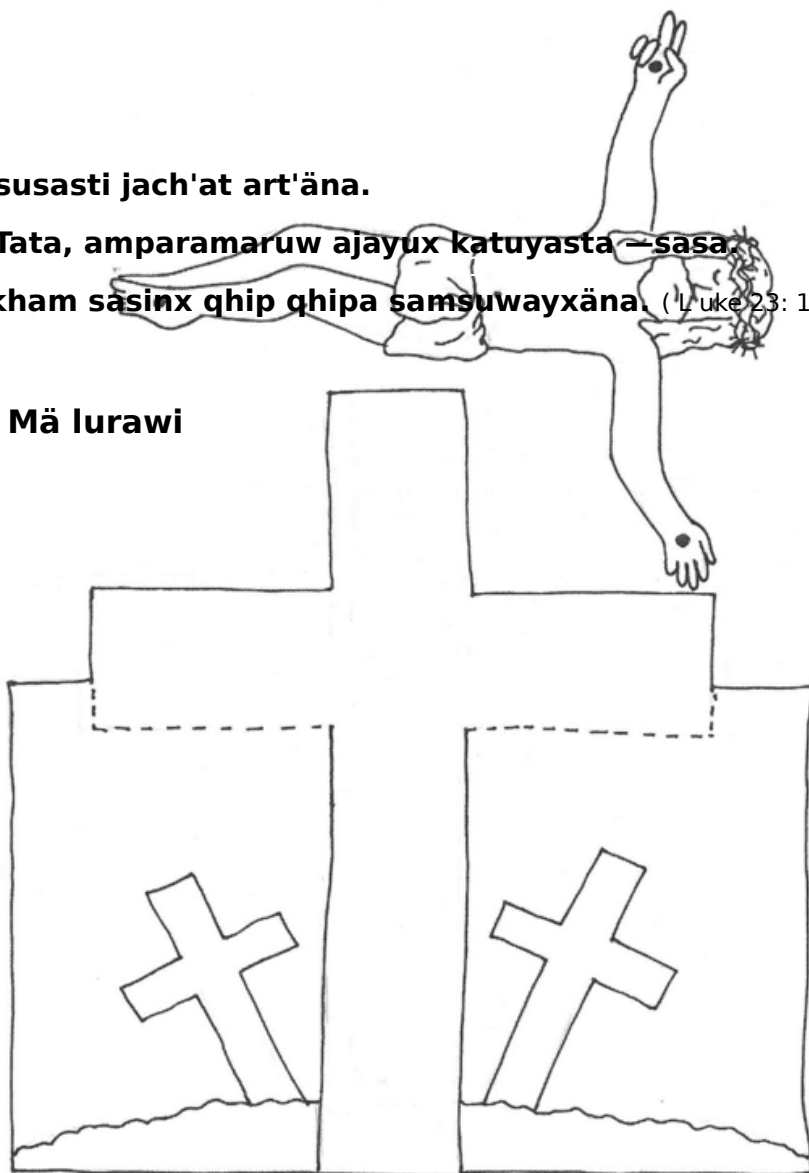 susasti jach'at art'äna.
Tata, amparamaruw ajayux katuyasta —sasa.
kham sasinx qhip qhipa samsuwayxäna. ( L uke 23: 1
Mä lurawi